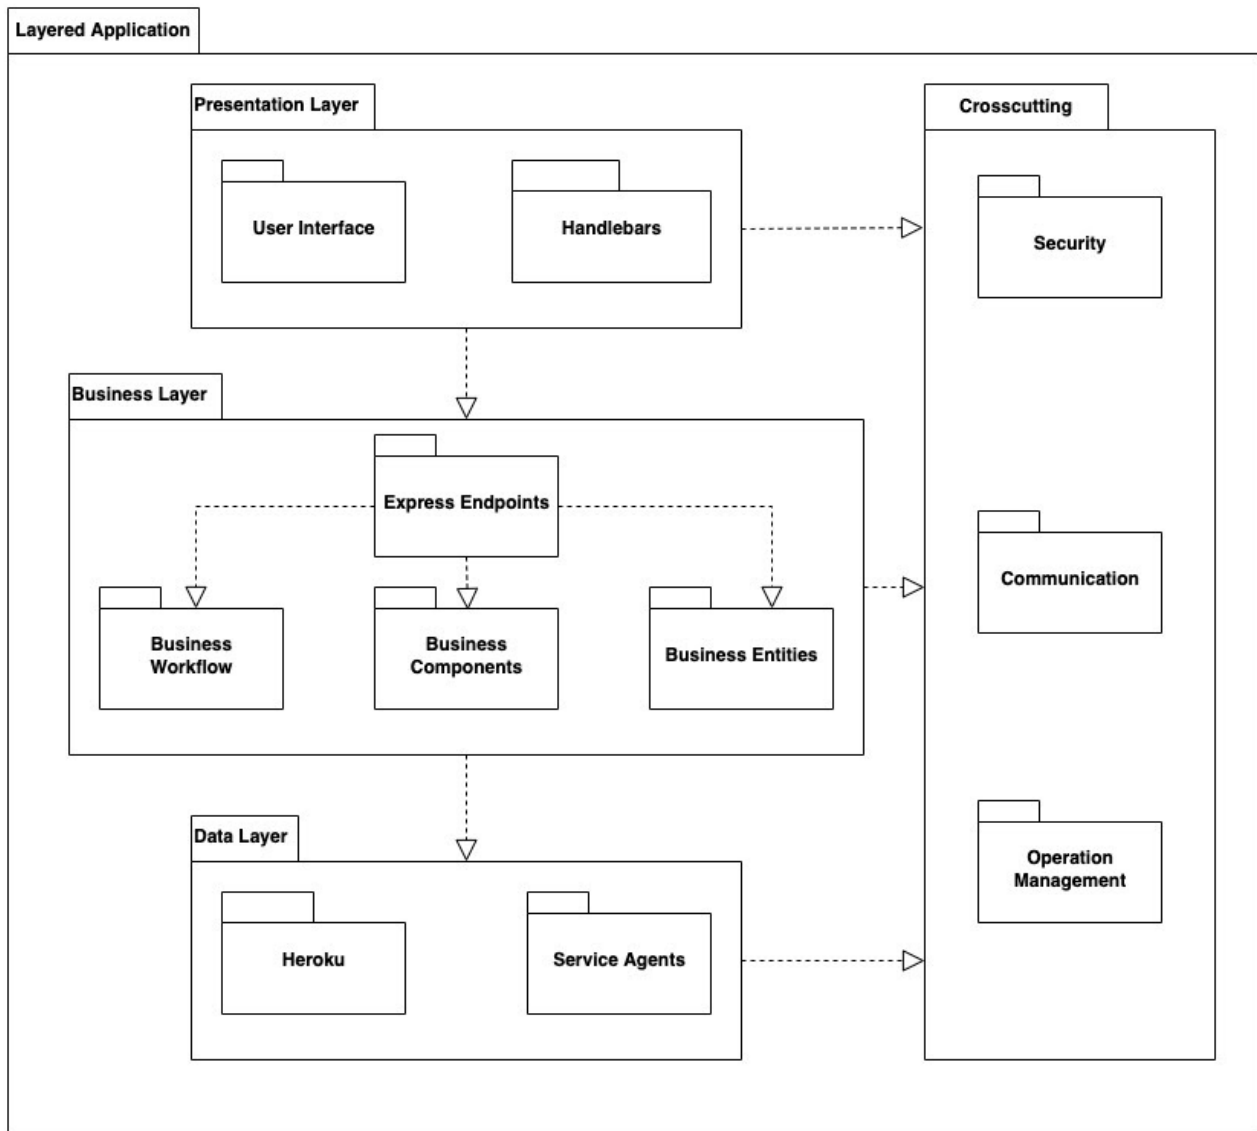 Layered Application
Presentation Layer
Crosscutting
User Interface
Handlebars
Security
Business Layer
Express Endpoints
Communication
Business
Workflow
Business
Components
Business Entities
Data Layer
Operation
Management
Heroku
Service Agents